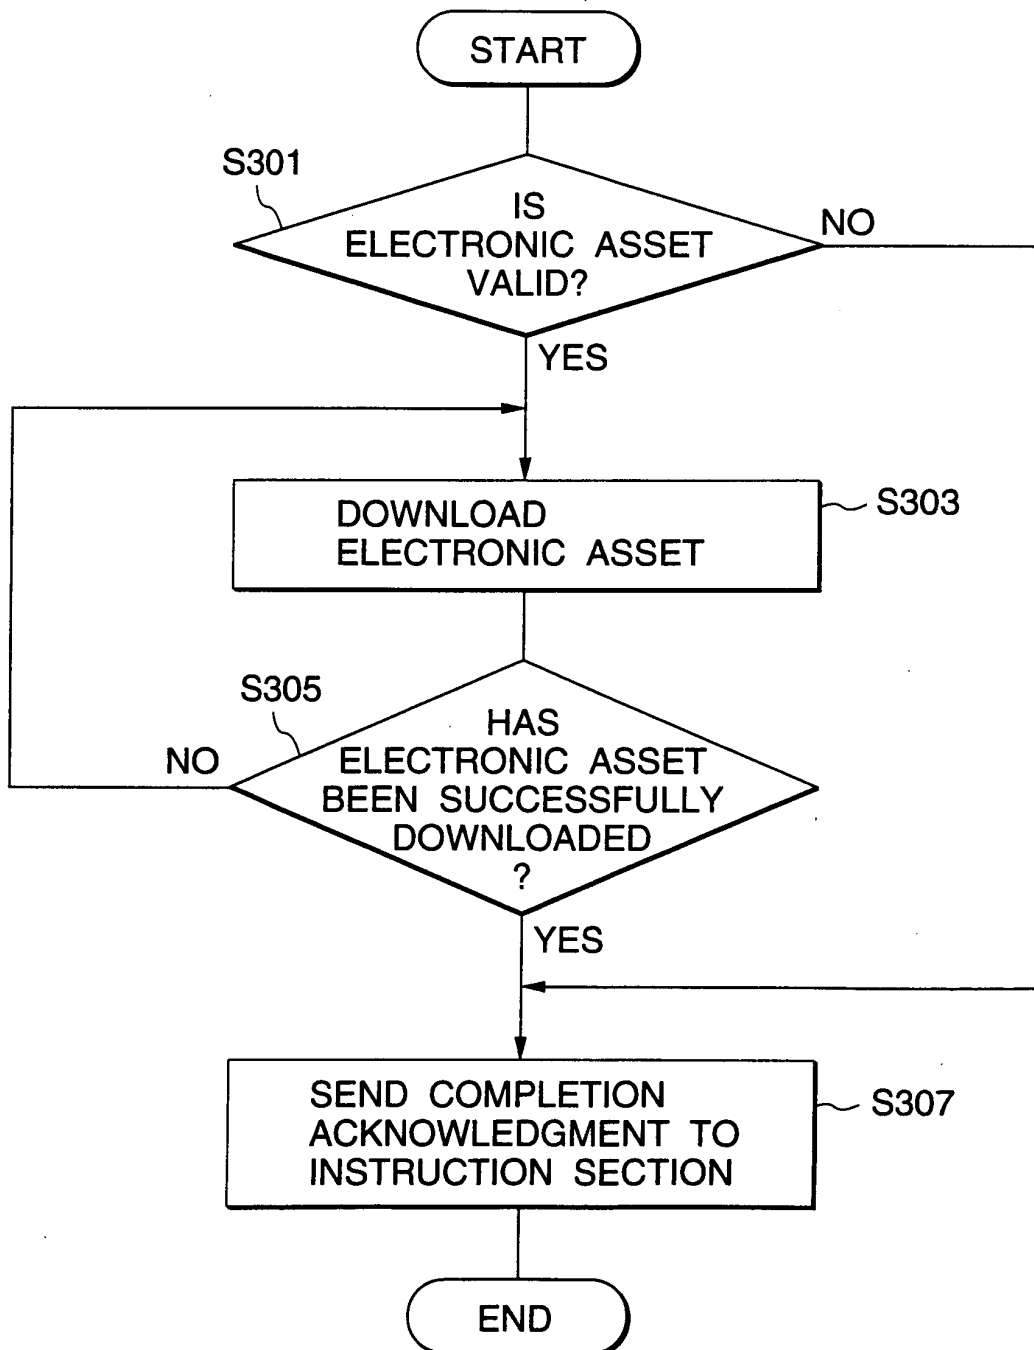 START
S301
IS
ELECTRONIC ASSET
VALID?
NO
YES
DOWNLOAD
ELECTRONIC ASSET
S303
S305
HAS
ELECTRONIC ASSET
BEEN SUCCESSFULLY
DOWNLOADED
?
NO
YES
SEND COMPLETION
ACKNOWLEDGMENT TO
INSTRUCTION SECTION
S307
END